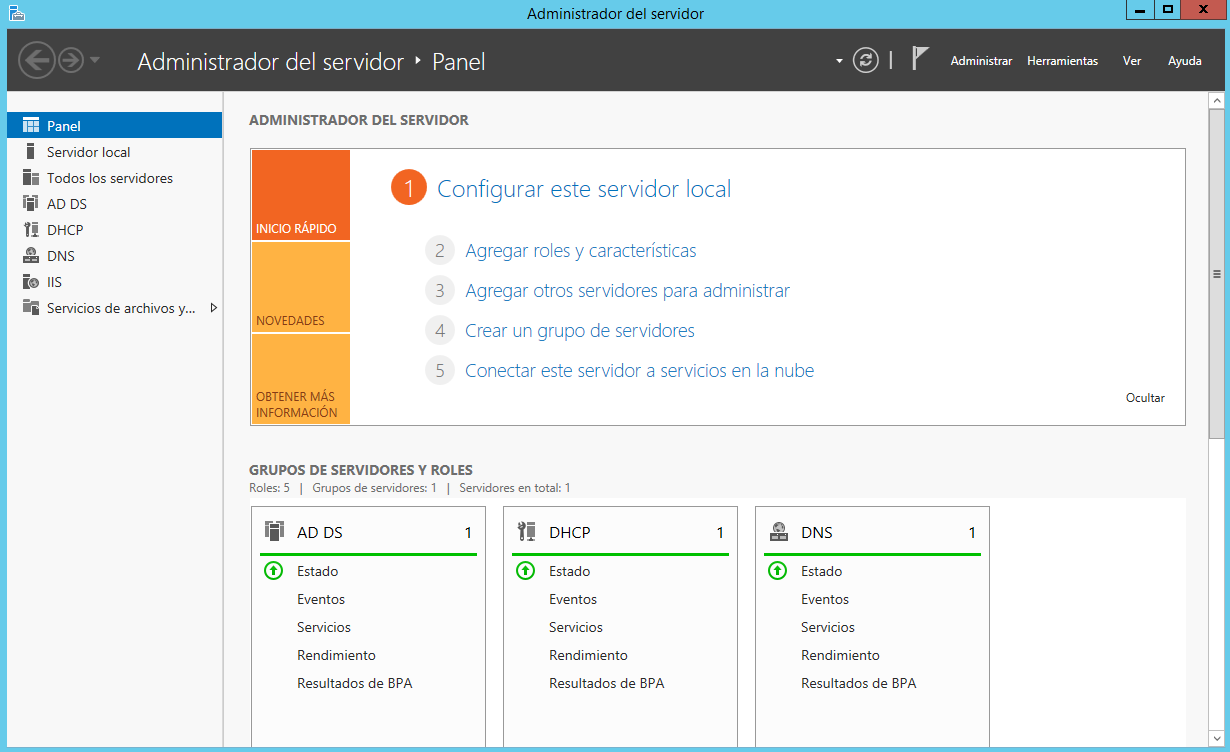 Administrador del servidor
Administrador del servidor ‣ Panel
Administrar Herramientas Ver Ayuda
Panel
Servidor local
Todos los servidores
AD DS
DHCP
DNS
IIS
Servicios de archivos y...
ADMINISTRADOR DEL SERVIDOR
INICIO RÁPIDO
NOVEDADES
OBTENER MÁS
INFORMACIÓN
1 Configurar este servidor local
2 Agregar roles y características
3 Agregar otros servidores para administrar
4 Crear un grupo de servidores
5 Conectar este servidor a servicios en la nube
Ocultar
GRUPOS DE SERVIDORES Y ROLES
Roles: 5 | Grupos de servidores: 1 | Servidores en total: 1
AD DS 1
Estado
Eventos
Servicios
Rendimiento
Resultados de BPA
DHCP 1
Estado
Eventos
Servicios
Rendimiento
Resultados de BPA
DNS 1
Estado
Eventos
Servicios
Rendimiento
Resultados de BPA